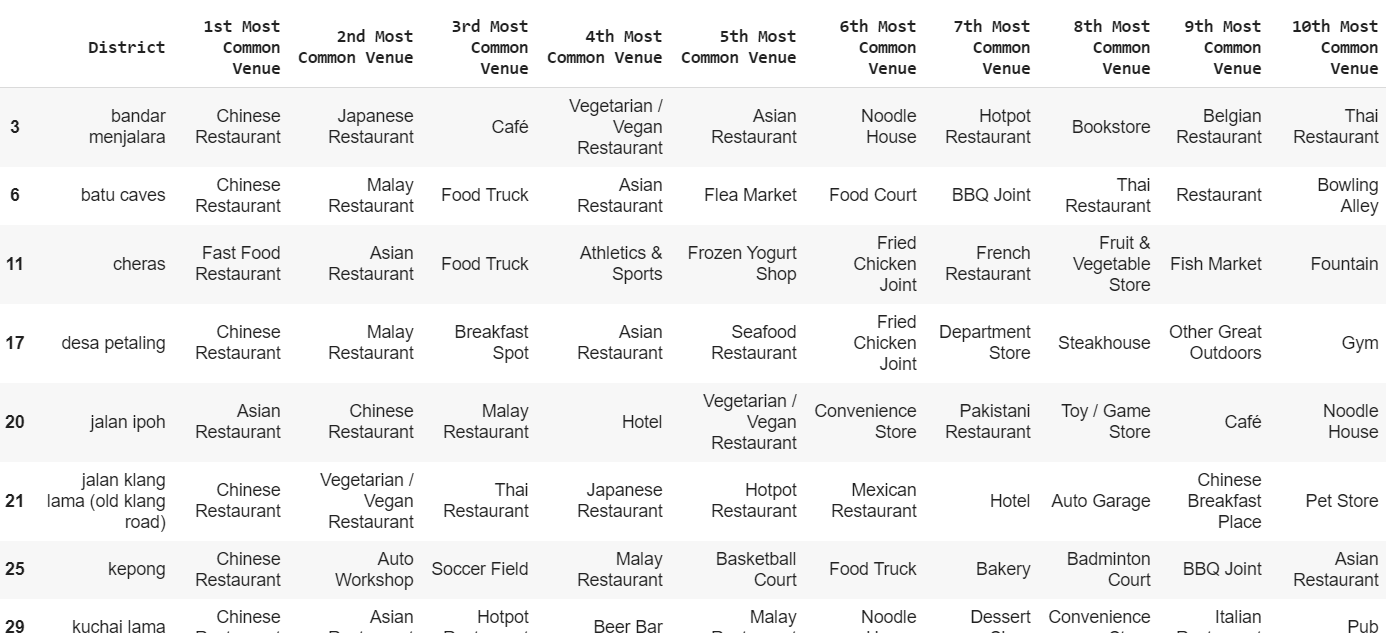 District 1st Most Common Venue 2nd Most Common Venue 3rd Most Common Venue 4th Most Common Venue 5th Most Common Venue 6th Most Common Venue 7th Most Common Venue 8th Most Common Venue 9th Most Common Venue 10th Most Common Venue
3 bandar menjalara Chinese Restaurant Japanese Restaurant Café Vegetarian / Vegan Restaurant Asian Restaurant Noodle House Hotpot Restaurant Bookstore Belgian Restaurant Thai Restaurant
6 batu caves Chinese Restaurant Malay Restaurant Food Truck Asian Restaurant Flea Market Food Court BBQ Joint Thai Restaurant Restaurant Bowling Alley
11 cheras Fast Food Restaurant Asian Restaurant Food Truck Athletics & Sports Frozen Yogurt Shop Fried Chicken Joint French Restaurant Fruit & Vegetable Store Fish Market Fountain
17 desa petaling Chinese Restaurant Malay Restaurant Breakfast Spot Asian Restaurant Seafood Restaurant Fried Chicken Joint Department Store Steakhouse Other Great Outdoors Gym
20 jalan ipoh Asian Restaurant Chinese Restaurant Malay Restaurant Hotel Vegetarian / Vegan Restaurant Convenience Store Pakistani Restaurant Toy / Game Store Café Noodle House
21 jalan klang lama (old klang road) Chinese Restaurant Vegetarian / Vegan Restaurant Thai Restaurant Japanese Restaurant Hotpot Restaurant Mexican Restaurant Hotel Auto Garage Chinese Breakfast Place Pet Store
25 kepong Chinese Restaurant Auto Workshop Soccer Field Malay Restaurant Basketball Court Food Truck Bakery Badminton Court BBQ Joint Asian Restaurant
29 kuchai lama Chinese Asian Hotpot Beer Bar Malay Noodle Dessert Convenience Italian Pub